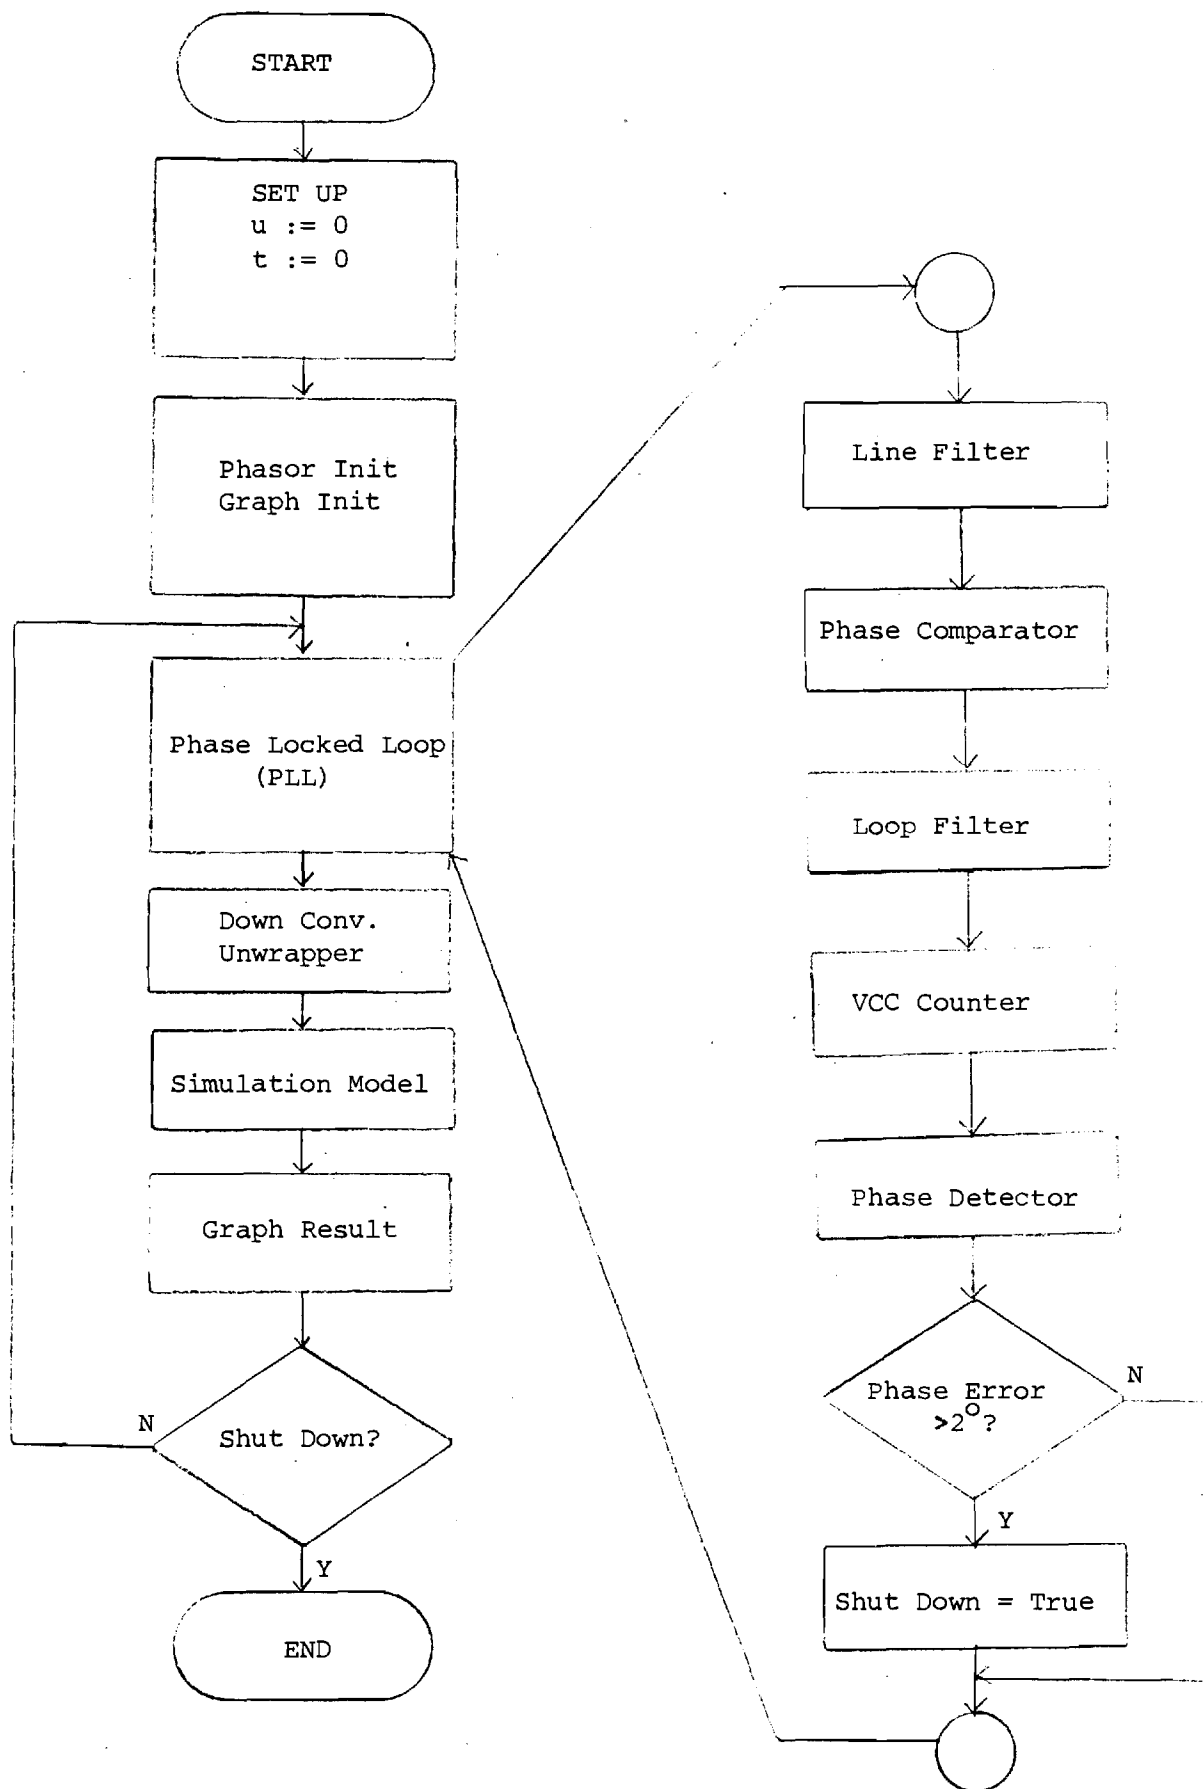 START
SET UP
u := 0
t := 0
Phasor Init
Graph Init
Phase Locked Loop
(PLL)
Down Conv.
Unwrapper
Simulation Model
Graph Result
N
Shut Down?
Y
END
Line Filter
Phase Comparator
Loop Filter
VCC Counter
Phase Detector
Phase Error
>2°?
N
Y
Shut Down = True